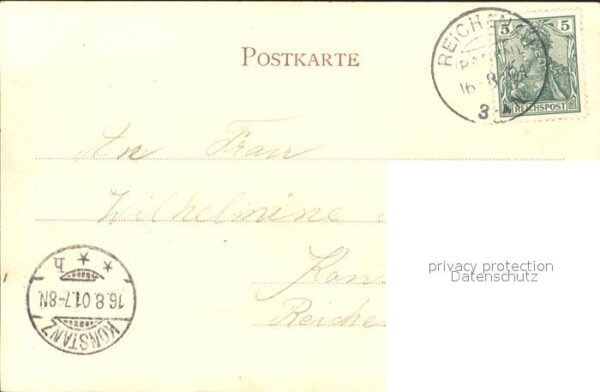 POSTKARTE
REICHEN
5 5
REICHSPOST
16 8
3
An Frau
Wilhelmine
privacy protection
Datenschutz
Kon
Reiche
KONSTANZ
16.8.01.7-8N.
* * h